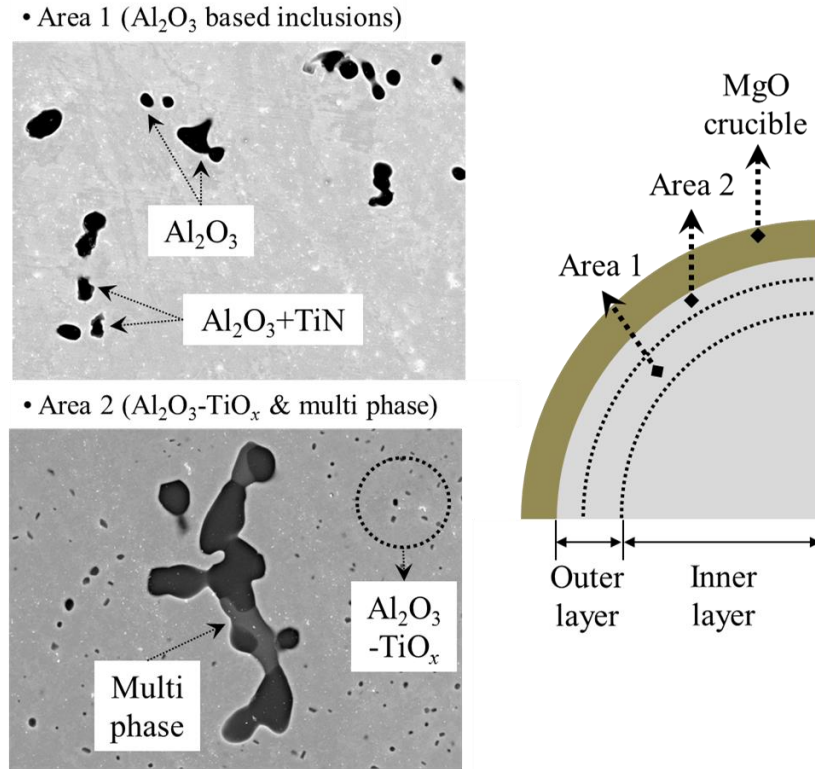 • Area 1 (Al₂O₃ based inclusions)
Al₂O₃
Al₂O₃+TiN
• Area 2 (Al₂O₃-TiOₓ & multi phase)
Al₂O₃
-TiOₓ
Multi
phase
MgO
crucible
Area 2
Area 1
Outer
layer
Inner
layer